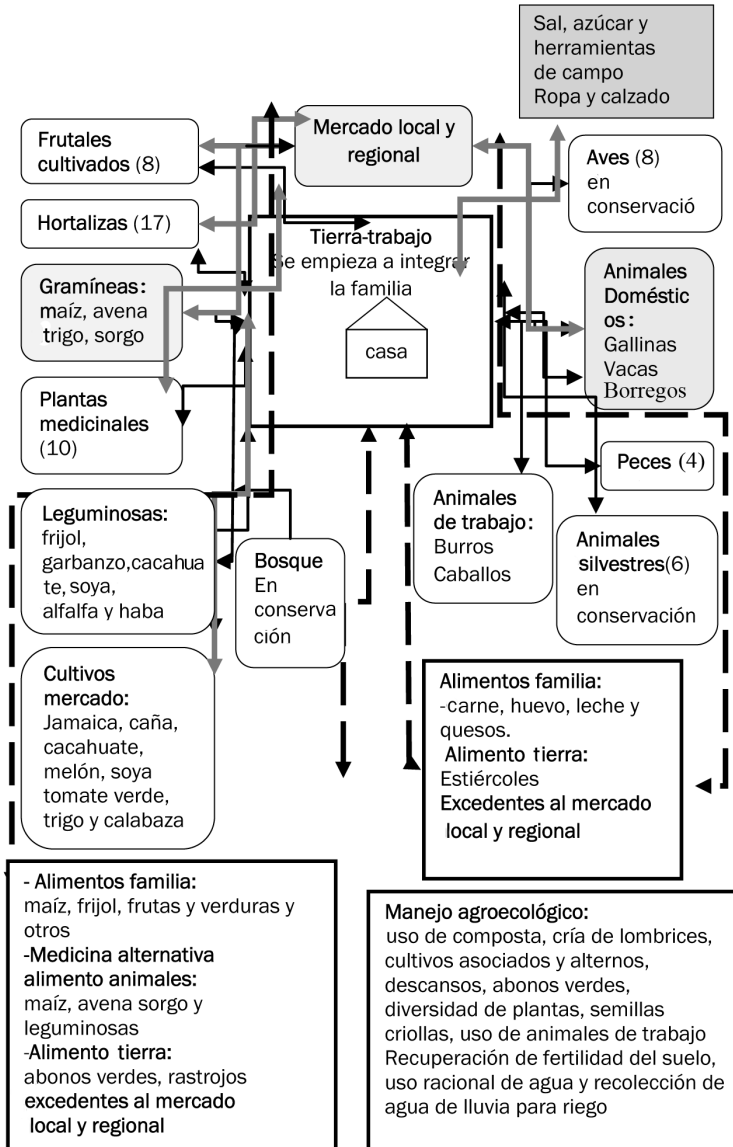 Sal, azúcar y
herramientas
de campo
Ropa y calzado
Frutales
cultivados (8)
Mercado local y
regional
Aves (8)
en
conservació
Hortalizas (17)
Tierra-trabajo
Se empieza a integrar
la familia
casa
Gramíneas:
maíz, avena
trigo, sorgo
Animales
Doméstic
os:
Gallinas
Vacas
Borregos
Plantas
medicinales
(10)
Peces (4)
Leguminosas:
frijol,
garbanzo,cacahua
te, soya,
alfalfa y haba
Bosque
En
conserva
ción
Animales
de trabajo:
Burros
Caballos
Animales
silvestres(6)
en
conservación
Cultivos
mercado:
Jamaica, caña,
cacahuate,
melón, soya
tomate verde,
trigo y calabaza
Alimentos familia:
-carne, huevo, leche y
quesos.
Alimento tierra:
Estiércoles
Excedentes al mercado
local y regional
- Alimentos familia:
maíz, frijol, frutas y verduras y
otros
-Medicina alternativa
alimento animales:
maíz, avena sorgo y
leguminosas
-Alimento tierra:
abonos verdes, rastrojos
excedentes al mercado
local y regional
Manejo agroecológico:
uso de composta, cría de lombrices,
cultivos asociados y alternos,
descansos, abonos verdes,
diversidad de plantas, semillas
criollas, uso de animales de trabajo
Recuperación de fertilidad del suelo,
uso racional de agua y recolección de
agua de lluvia para riego